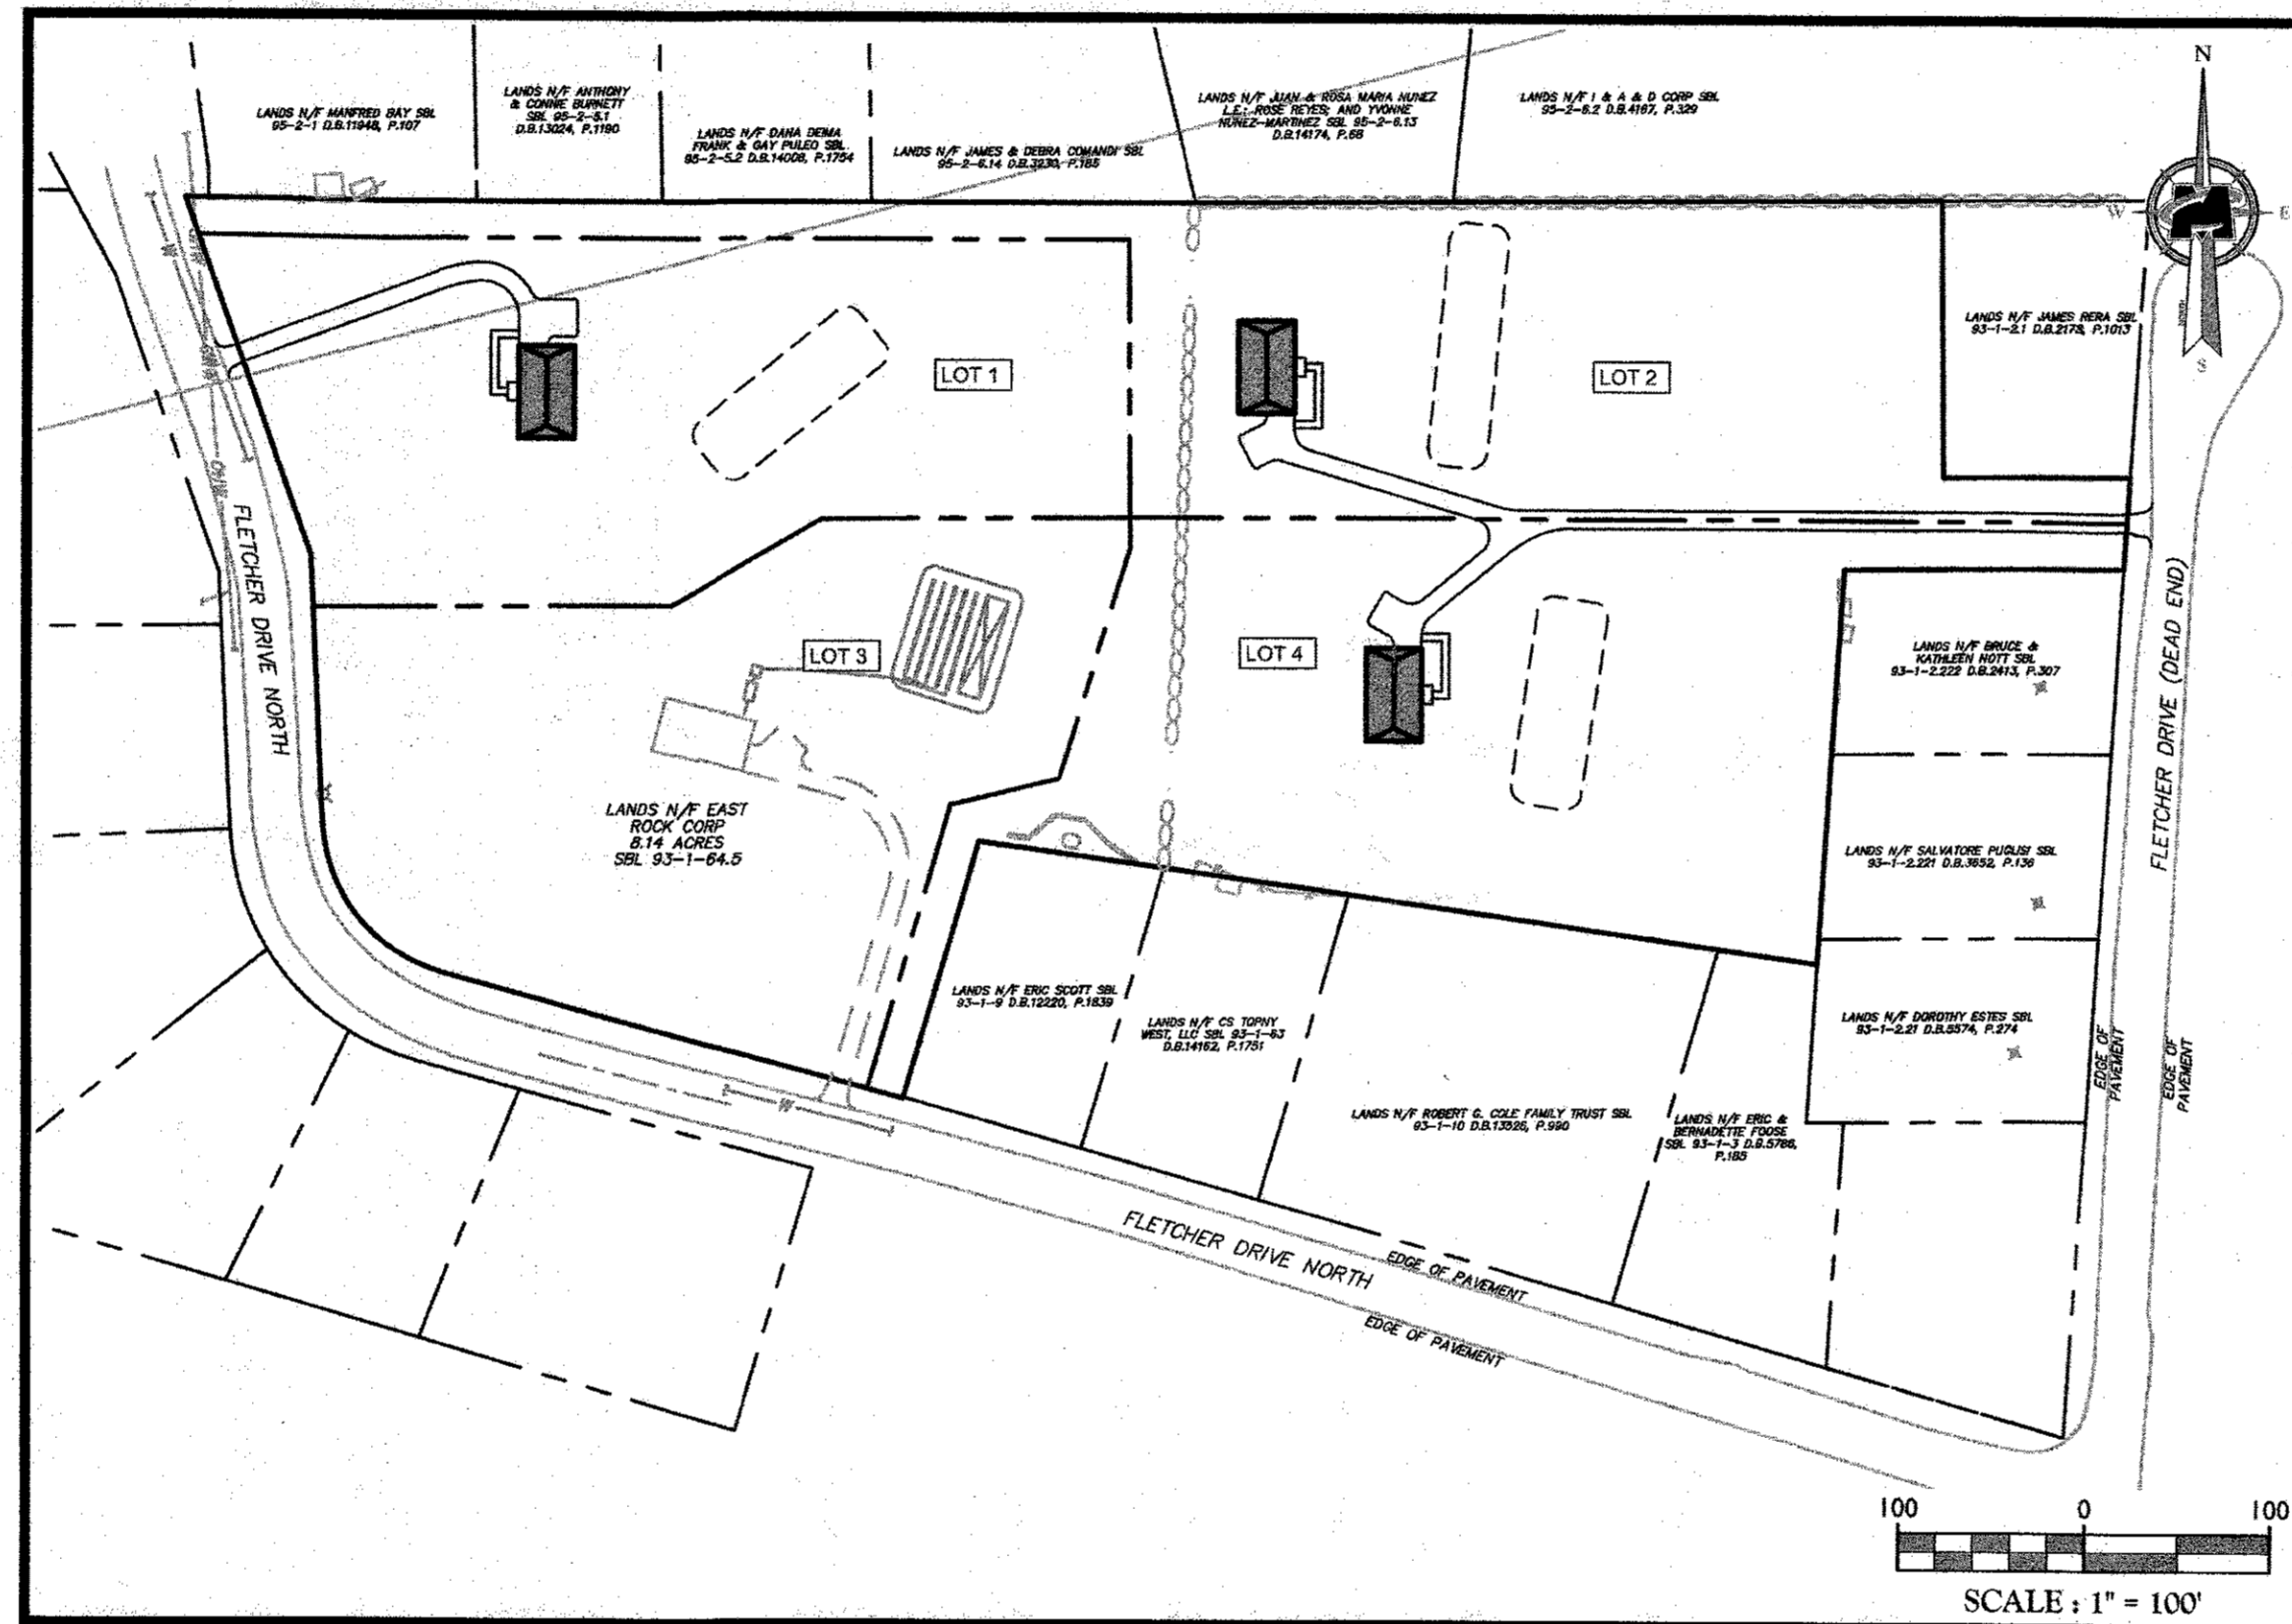 LANDS N/F MANFRED BAY SBL
95-2-1 D.B.11948, P.107
LANDS N/F ANTHONY
& CONNIE BURNETT
SBL 95-2-5.1
D.B.13024, P.1190
LANDS N/F DANA DEIMA
FRANK & GAY PULEO SBL
95-2-5.2 D.B.14008, P.1754
LANDS N/F JAMES & DEBRA COMANDI SBL
95-2-6.14 D.B.3230, P.185
LANDS N/F JUAN & ROSA MARIA NUNEZ
L.E.; ROSE REYES; AND YVONNE
NUNEZ-MARTINEZ SBL 95-2-6.13
D.B.14174, P.68
LANDS N/F I & A & D CORP SBL
95-2-6.2 D.B.4187, P.329
N
W
E
S
LANDS N/F JAMES RERA SBL
93-1-2.1 D.B.2178, P.1013
LOT 1
LOT 2
W
FLETCHER DRIVE NORTH
LOT 3
LOT 4
FLETCHER DRIVE (DEAD END)
LANDS N/F BRUCE &
KATHLEEN NOTT SBL
93-1-2.222 D.B.2413, P.307
LANDS N/F EAST
ROCK CORP
8.14 ACRES
SBL 93-1-64.5
LANDS N/F SALVATORE PUGLISI SBL
93-1-2.221 D.B.3652, P.136
LANDS N/F ERIC SCOTT SBL
93-1-9 D.B.12220, P.1839
LANDS N/F CS TOPNY
WEST, LLC SBL 93-1-63
D.B.14162, P.1751
LANDS N/F DOROTHY ESTES SBL
93-1-2.21 D.B.5574, P.274
EDGE OF
PAVEMENT
EDGE OF
PAVEMENT
W
LANDS N/F ROBERT G. COLE FAMILY TRUST SBL
93-1-10 D.B.13526, P.990
LANDS N/F ERIC &
BERNADETTE FOOSE
SBL 93-1-3 D.B.5786,
P.185
FLETCHER DRIVE NORTH
EDGE OF PAVEMENT
EDGE OF PAVEMENT
100 0 100
SCALE : 1" = 100'